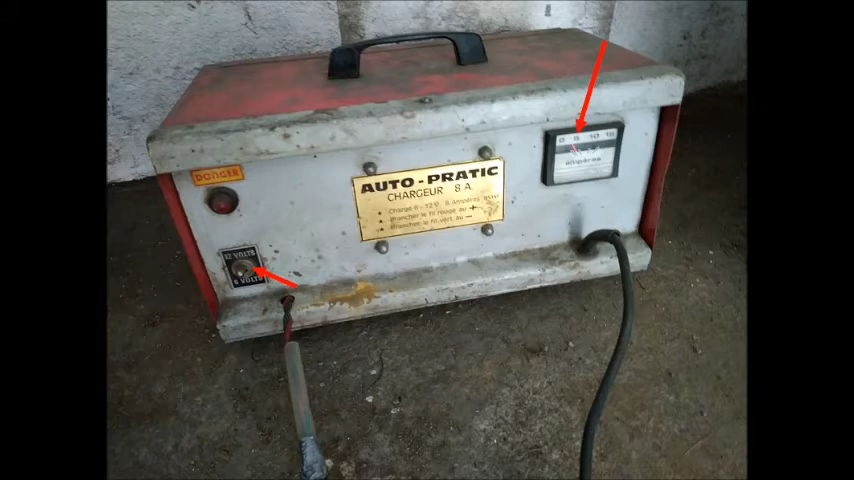 DANGER
AUTO-PRATIC
CHARGEUR 8 A.
Charge 6-12 V. 8 Ampères
Brancher le fil rouge au +
Brancher le fil vert au -
0 5 10 15
ampères
12 VOLTS
6 VOLTS